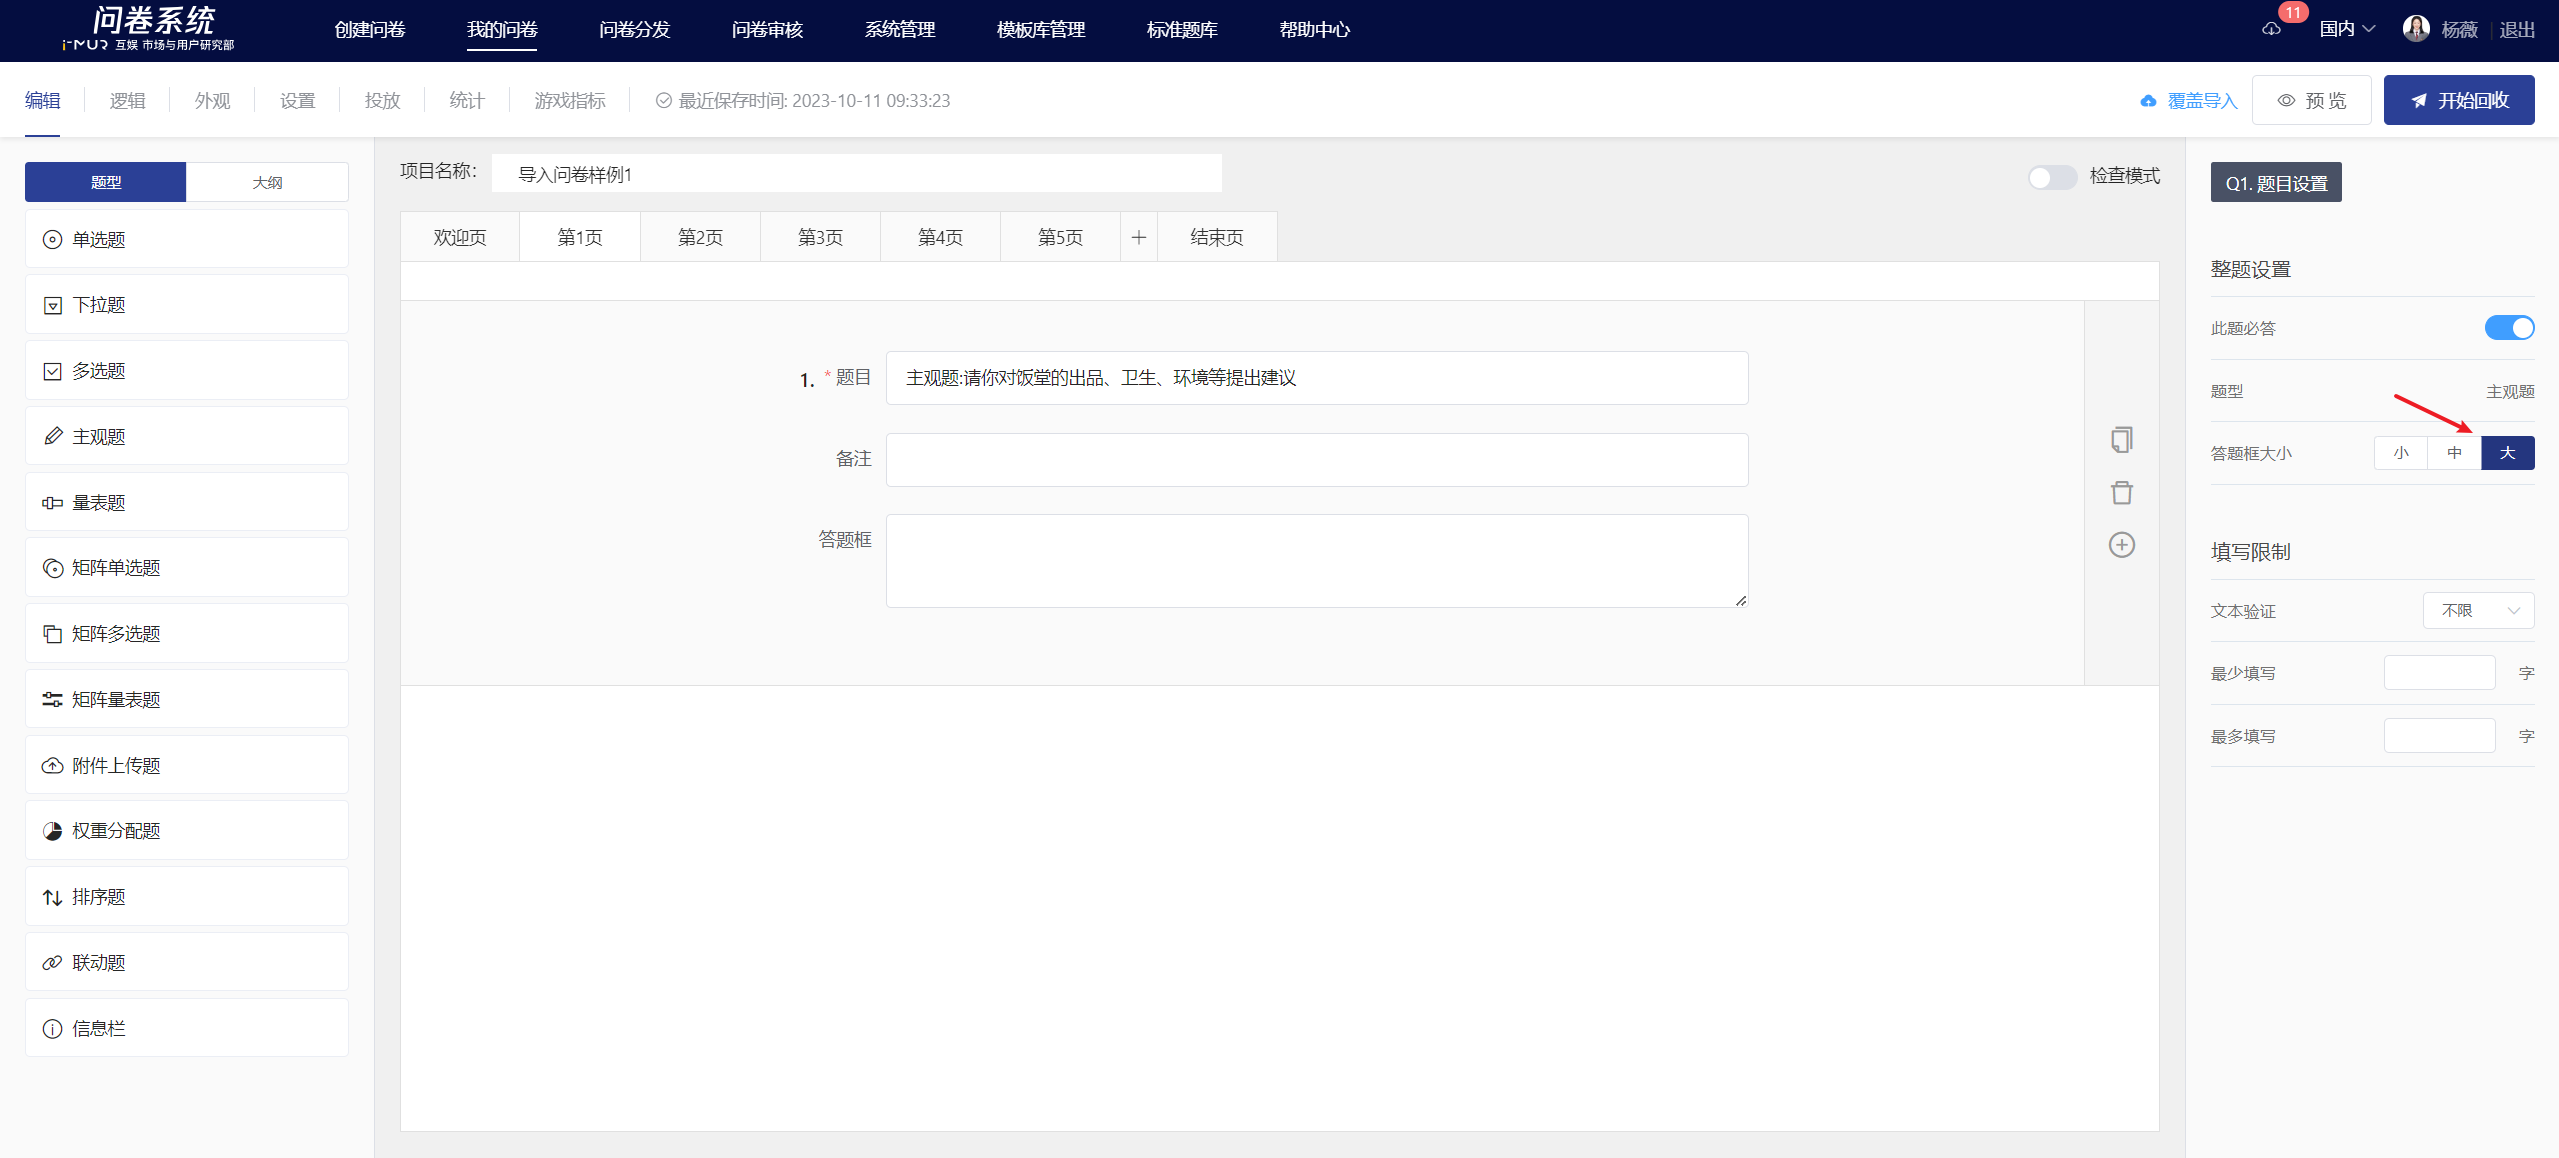 问卷系统
i-MUR 互娱 市场与用户研究部
创建问卷
我的问卷
问卷分发
问卷审核
系统管理
模板库管理
标准题库
帮助中心
11
国内
杨薇
退出
编辑
逻辑
外观
设置
投放
统计
游戏指标
最近保存时间: 2023-10-11 09:33:23
覆盖导入
预 览
开始回收
题型
大纲
单选题
下拉题
多选题
主观题
量表题
矩阵单选题
矩阵多选题
矩阵量表题
附件上传题
权重分配题
排序题
联动题
信息栏
项目名称:
导入问卷样例1
检查模式
欢迎页
第1页
第2页
第3页
第4页
第5页
结束页
1. * 题目
主观题:请你对饭堂的出品、卫生、环境等提出建议
备注
答题框
Q1. 题目设置
整题设置
此题必答
题型
主观题
答题框大小
小
中
大
填写限制
文本验证
不限
最少填写
字
最多填写
字